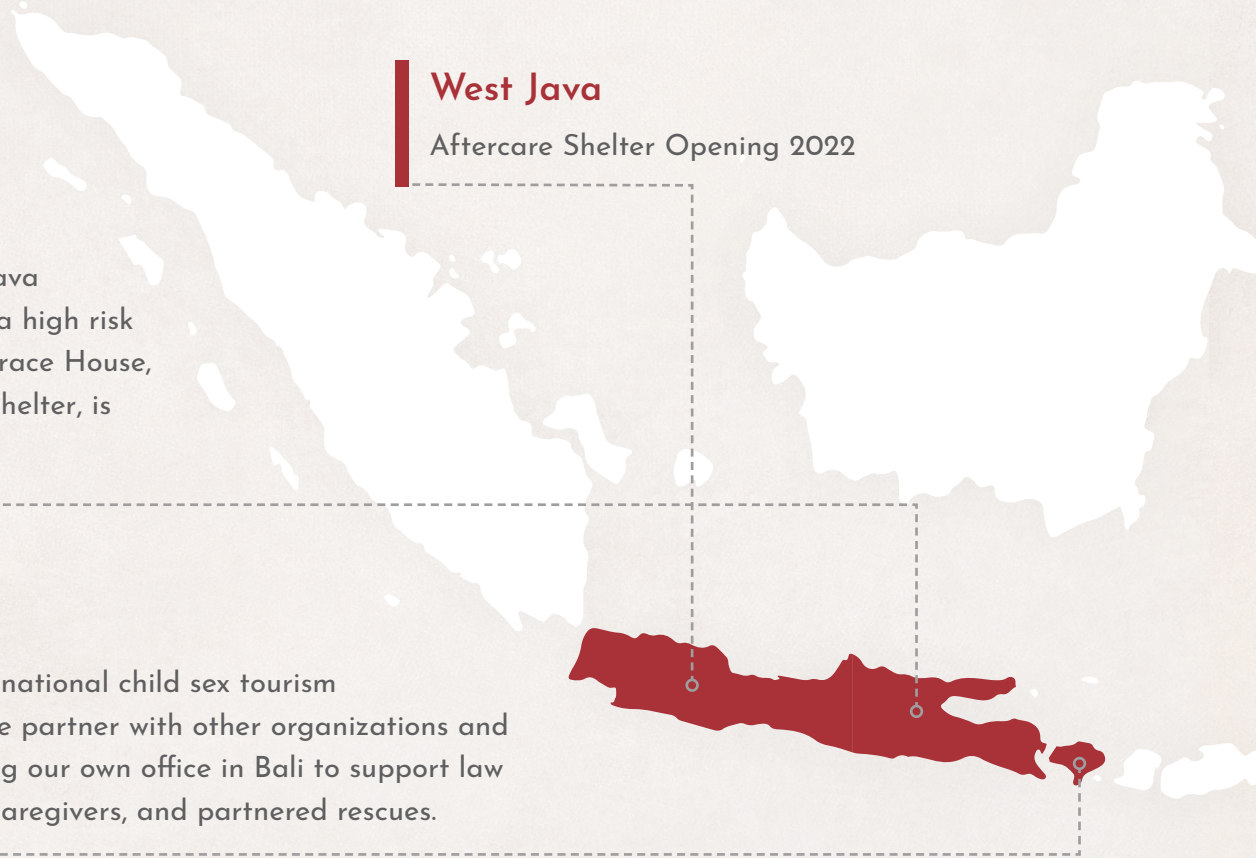 West Java
Aftercare Shelter Opening 2022
ava
a high risk
race House,
helter, is
national child sex tourism
e partner with other organizations and
g our own office in Bali to support law
aregivers, and partnered rescues.